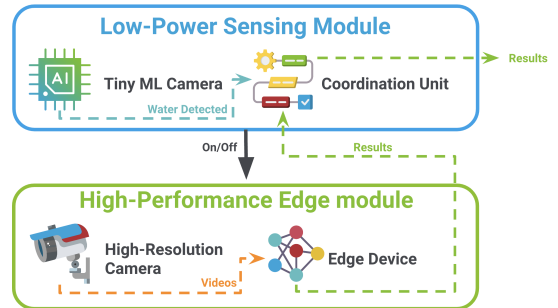 Low-Power Sensing Module
AI
Tiny ML Camera
Coordination Unit
Results
Water Detected
On/Off
Results
High-Performance Edge module
High-Resolution
Camera
Edge Device
Videos